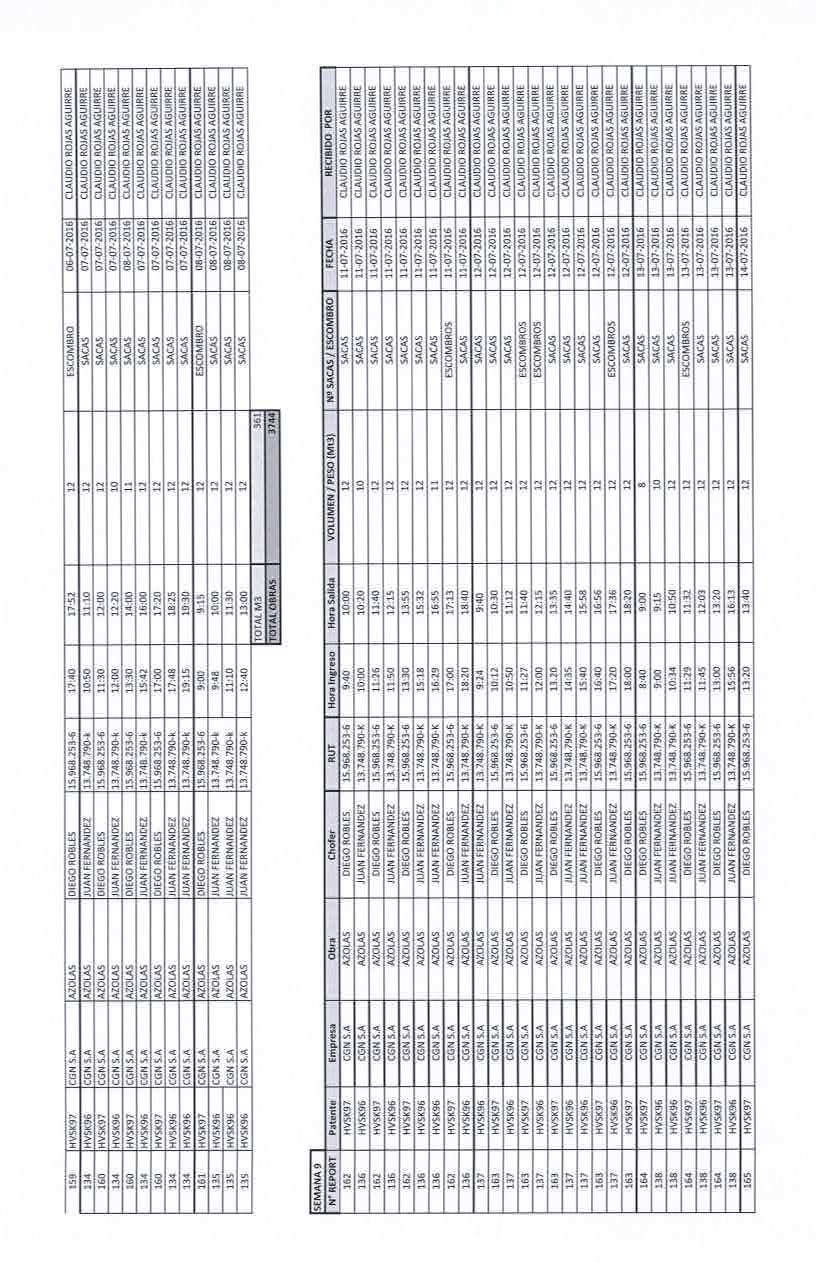 159 HVSK97 CGN S.A AZOLAS DIEGO ROBLES 15.968.253-6 17:40 17:52 12 ESCOMBRO 06-07-2016 CLAUDIO ROJAS AGUIRRE
134 HVSK96 CGN S.A AZOLAS JUAN FERNANDEZ 13.748.790-k 10:50 11:10 12 SACAS 07-07-2016 CLAUDIO ROJAS AGUIRRE
160 HVSK97 CGN S.A AZOLAS DIEGO ROBLES 15.968.253-6 11:30 12:00 12 SACAS 07-07-2016 CLAUDIO ROJAS AGUIRRE
134 HVSK96 CGN S.A AZOLAS JUAN FERNANDEZ 13.748.790-k 12:00 12:20 10 SACAS 07-07-2016 CLAUDIO ROJAS AGUIRRE
160 HVSK97 CGN S.A AZOLAS DIEGO ROBLES 15.968.253-6 13:30 14:00 11 SACAS 08-07-2016 CLAUDIO ROJAS AGUIRRE
134 HVSK96 CGN S.A AZOLAS JUAN FERNANDEZ 13.748.790-k 15:42 16:00 12 SACAS 07-07-2016 CLAUDIO ROJAS AGUIRRE
160 HVSK97 CGN S.A AZOLAS DIEGO ROBLES 15.968.253-6 17:00 17:20 12 SACAS 07-07-2016 CLAUDIO ROJAS AGUIRRE
134 HVSK96 CGN S.A AZOLAS JUAN FERNANDEZ 13.748.790-k 17:48 18:25 12 SACAS 07-07-2016 CLAUDIO ROJAS AGUIRRE
134 HVSK96 CGN S.A AZOLAS JUAN FERNANDEZ 13.748.790-k 19:15 19:30 12 SACAS 07-07-2016 CLAUDIO ROJAS AGUIRRE
161 HVSK97 CGN S.A AZOLAS DIEGO ROBLES 15.968.253-6 9:00 9:15 12 ESCOMBRO 08-07-2016 CLAUDIO ROJAS AGUIRRE
135 HVSK96 CGN S.A AZOLAS JUAN FERNANDEZ 13.748.790-k 9:48 10:00 12 SACAS 08-07-2016 CLAUDIO ROJAS AGUIRRE
135 HVSK96 CGN S.A AZOLAS JUAN FERNANDEZ 13.748.790-k 11:10 11:30 12 SACAS 08-07-2016 CLAUDIO ROJAS AGUIRRE
135 HVSK96 CGN S.A AZOLAS JUAN FERNANDEZ 13.748.790-k 12:40 13:00 12 SACAS 08-07-2016 CLAUDIO ROJAS AGUIRRE
TOTAL M3 361
TOTAL OBRAS 3744
SEMANA 9
N° REPORT Patente Empresa Obra Chofer RUT Hora Ingreso Hora Salida VOLUMEN / PESO (Mt3) Nº SACAS / ESCOMBRO FECHA RECIBIDO POR
162 HVSK97 CGN S.A AZOLAS DIEGO ROBLES 15.968.253-6 9:40 10:00 12 SACAS 11-07-2016 CLAUDIO ROJAS AGUIRRE
136 HVSK96 CGN S.A AZOLAS JUAN FERNANDEZ 13.748.790-K 10:00 10:20 10 SACAS 11-07-2016 CLAUDIO ROJAS AGUIRRE
162 HVSK97 CGN S.A AZOLAS DIEGO ROBLES 15.968.253-6 11:26 11:40 12 SACAS 11-07-2016 CLAUDIO ROJAS AGUIRRE
136 HVSK96 CGN S.A AZOLAS JUAN FERNANDEZ 13.748.790-K 11:50 12:15 12 SACAS 11-07-2016 CLAUDIO ROJAS AGUIRRE
162 HVSK97 CGN S.A AZOLAS DIEGO ROBLES 15.968.253-6 13:30 13:55 12 SACAS 11-07-2016 CLAUDIO ROJAS AGUIRRE
136 HVSK96 CGN S.A AZOLAS JUAN FERNANDEZ 13.748.790-K 15:18 15:32 12 SACAS 11-07-2016 CLAUDIO ROJAS AGUIRRE
136 HVSK96 CGN S.A AZOLAS JUAN FERNANDEZ 13.748.790-K 16:29 16:55 11 SACAS 11-07-2016 CLAUDIO ROJAS AGUIRRE
162 HVSK97 CGN S.A AZOLAS DIEGO ROBLES 15.968.253-6 17:00 17:13 12 ESCOMBROS 11-07-2016 CLAUDIO ROJAS AGUIRRE
136 HVSK96 CGN S.A AZOLAS JUAN FERNANDEZ 13.748.790-K 18:20 18:40 12 SACAS 11-07-2016 CLAUDIO ROJAS AGUIRRE
137 HVSK96 CGN S.A AZOLAS JUAN FERNANDEZ 13.748.790-K 9:24 9:40 12 SACAS 12-07-2016 CLAUDIO ROJAS AGUIRRE
163 HVSK97 CGN S.A AZOLAS DIEGO ROBLES 15.968.253-6 10:12 10:30 12 SACAS 12-07-2016 CLAUDIO ROJAS AGUIRRE
137 HVSK96 CGN S.A AZOLAS JUAN FERNANDEZ 13.748.790-K 10:50 11:12 12 SACAS 12-07-2016 CLAUDIO ROJAS AGUIRRE
163 HVSK97 CGN S.A AZOLAS DIEGO ROBLES 15.968.253-6 11:27 11:40 12 ESCOMBROS 12-07-2016 CLAUDIO ROJAS AGUIRRE
137 HVSK96 CGN S.A AZOLAS JUAN FERNANDEZ 13.748.790-K 12:00 12:15 12 ESCOMBROS 12-07-2016 CLAUDIO ROJAS AGUIRRE
163 HVSK97 CGN S.A AZOLAS DIEGO ROBLES 15.968.253-6 13:20 13:35 12 SACAS 12-07-2016 CLAUDIO ROJAS AGUIRRE
137 HVSK96 CGN S.A AZOLAS JUAN FERNANDEZ 13.748.790-K 14:35 14:40 12 SACAS 12-07-2016 CLAUDIO ROJAS AGUIRRE
137 HVSK96 CGN S.A AZOLAS JUAN FERNANDEZ 13.748.790-K 15:40 15:58 12 SACAS 12-07-2016 CLAUDIO ROJAS AGUIRRE
163 HVSK97 CGN S.A AZOLAS DIEGO ROBLES 15.968.253-6 16:40 16:56 12 SACAS 12-07-2016 CLAUDIO ROJAS AGUIRRE
137 HVSK96 CGN S.A AZOLAS JUAN FERNANDEZ 13.748.790-K 17:20 17:36 12 ESCOMBROS 12-07-2016 CLAUDIO ROJAS AGUIRRE
163 HVSK97 CGN S.A AZOLAS DIEGO ROBLES 15.968.253-6 18:00 18:20 12 SACAS 12-07-2016 CLAUDIO ROJAS AGUIRRE
164 HVSK97 CGN S.A AZOLAS DIEGO ROBLES 15.968.253-6 8:40 9:00 8 SACAS 13-07-2016 CLAUDIO ROJAS AGUIRRE
138 HVSK96 CGN S.A AZOLAS JUAN FERNANDEZ 13.748.790-K 9:00 9:15 10 SACAS 13-07-2016 CLAUDIO ROJAS AGUIRRE
138 HVSK96 CGN S.A AZOLAS JUAN FERNANDEZ 13.748.790-K 10:34 10:50 12 SACAS 13-07-2016 CLAUDIO ROJAS AGUIRRE
164 HVSK97 CGN S.A AZOLAS DIEGO ROBLES 15.968.253-6 11:29 11:32 12 ESCOMBROS 13-07-2016 CLAUDIO ROJAS AGUIRRE
138 HVSK96 CGN S.A AZOLAS JUAN FERNANDEZ 13.748.790-K 11:45 12:03 12 SACAS 13-07-2016 CLAUDIO ROJAS AGUIRRE
164 HVSK97 CGN S.A AZOLAS DIEGO ROBLES 15.968.253-6 13:00 13:20 12 SACAS 13-07-2016 CLAUDIO ROJAS AGUIRRE
138 HVSK96 CGN S.A AZOLAS JUAN FERNANDEZ 13.748.790-K 15:56 16:13 12 SACAS 13-07-2016 CLAUDIO ROJAS AGUIRRE
165 HVSK97 CGN S.A AZOLAS DIEGO ROBLES 15.968.253-6 13:20 13:40 12 SACAS 14-07-2016 CLAUDIO ROJAS AGUIRRE